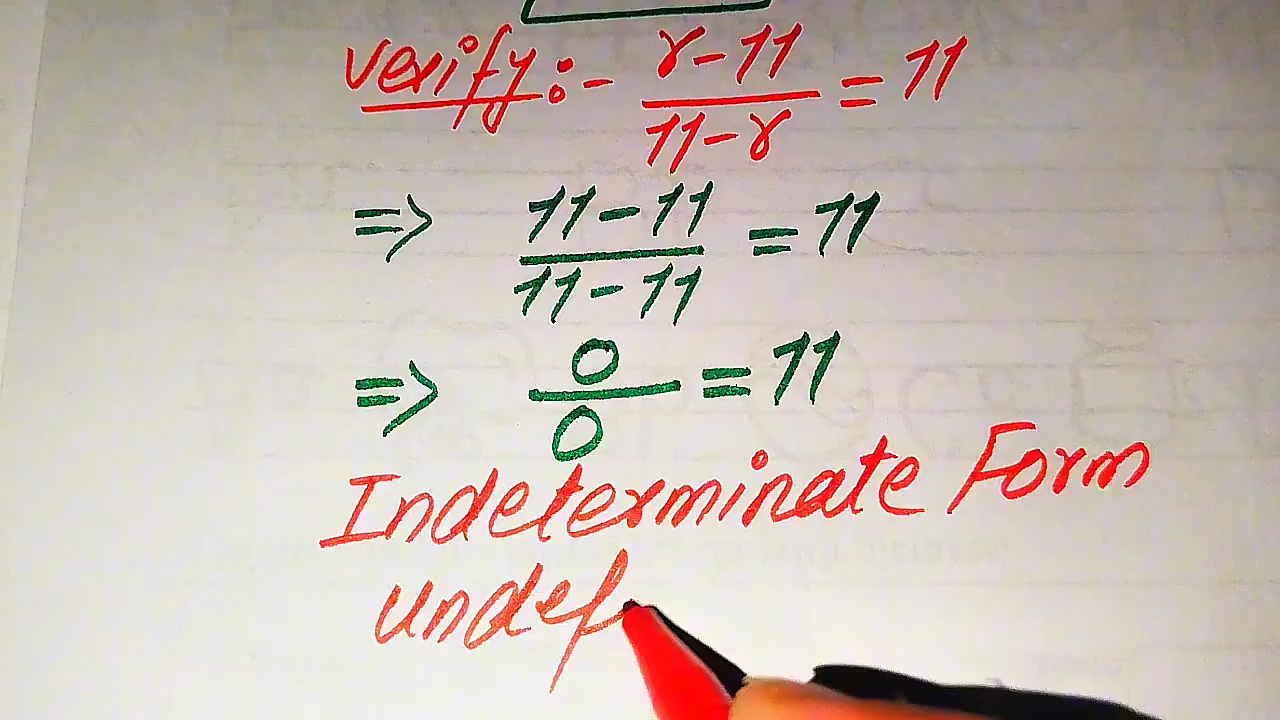 Verify:- r-11/11-r = 11
=> 11-11/11-11 = 11
=> 0/0 = 11
Indeterminate Form
undef